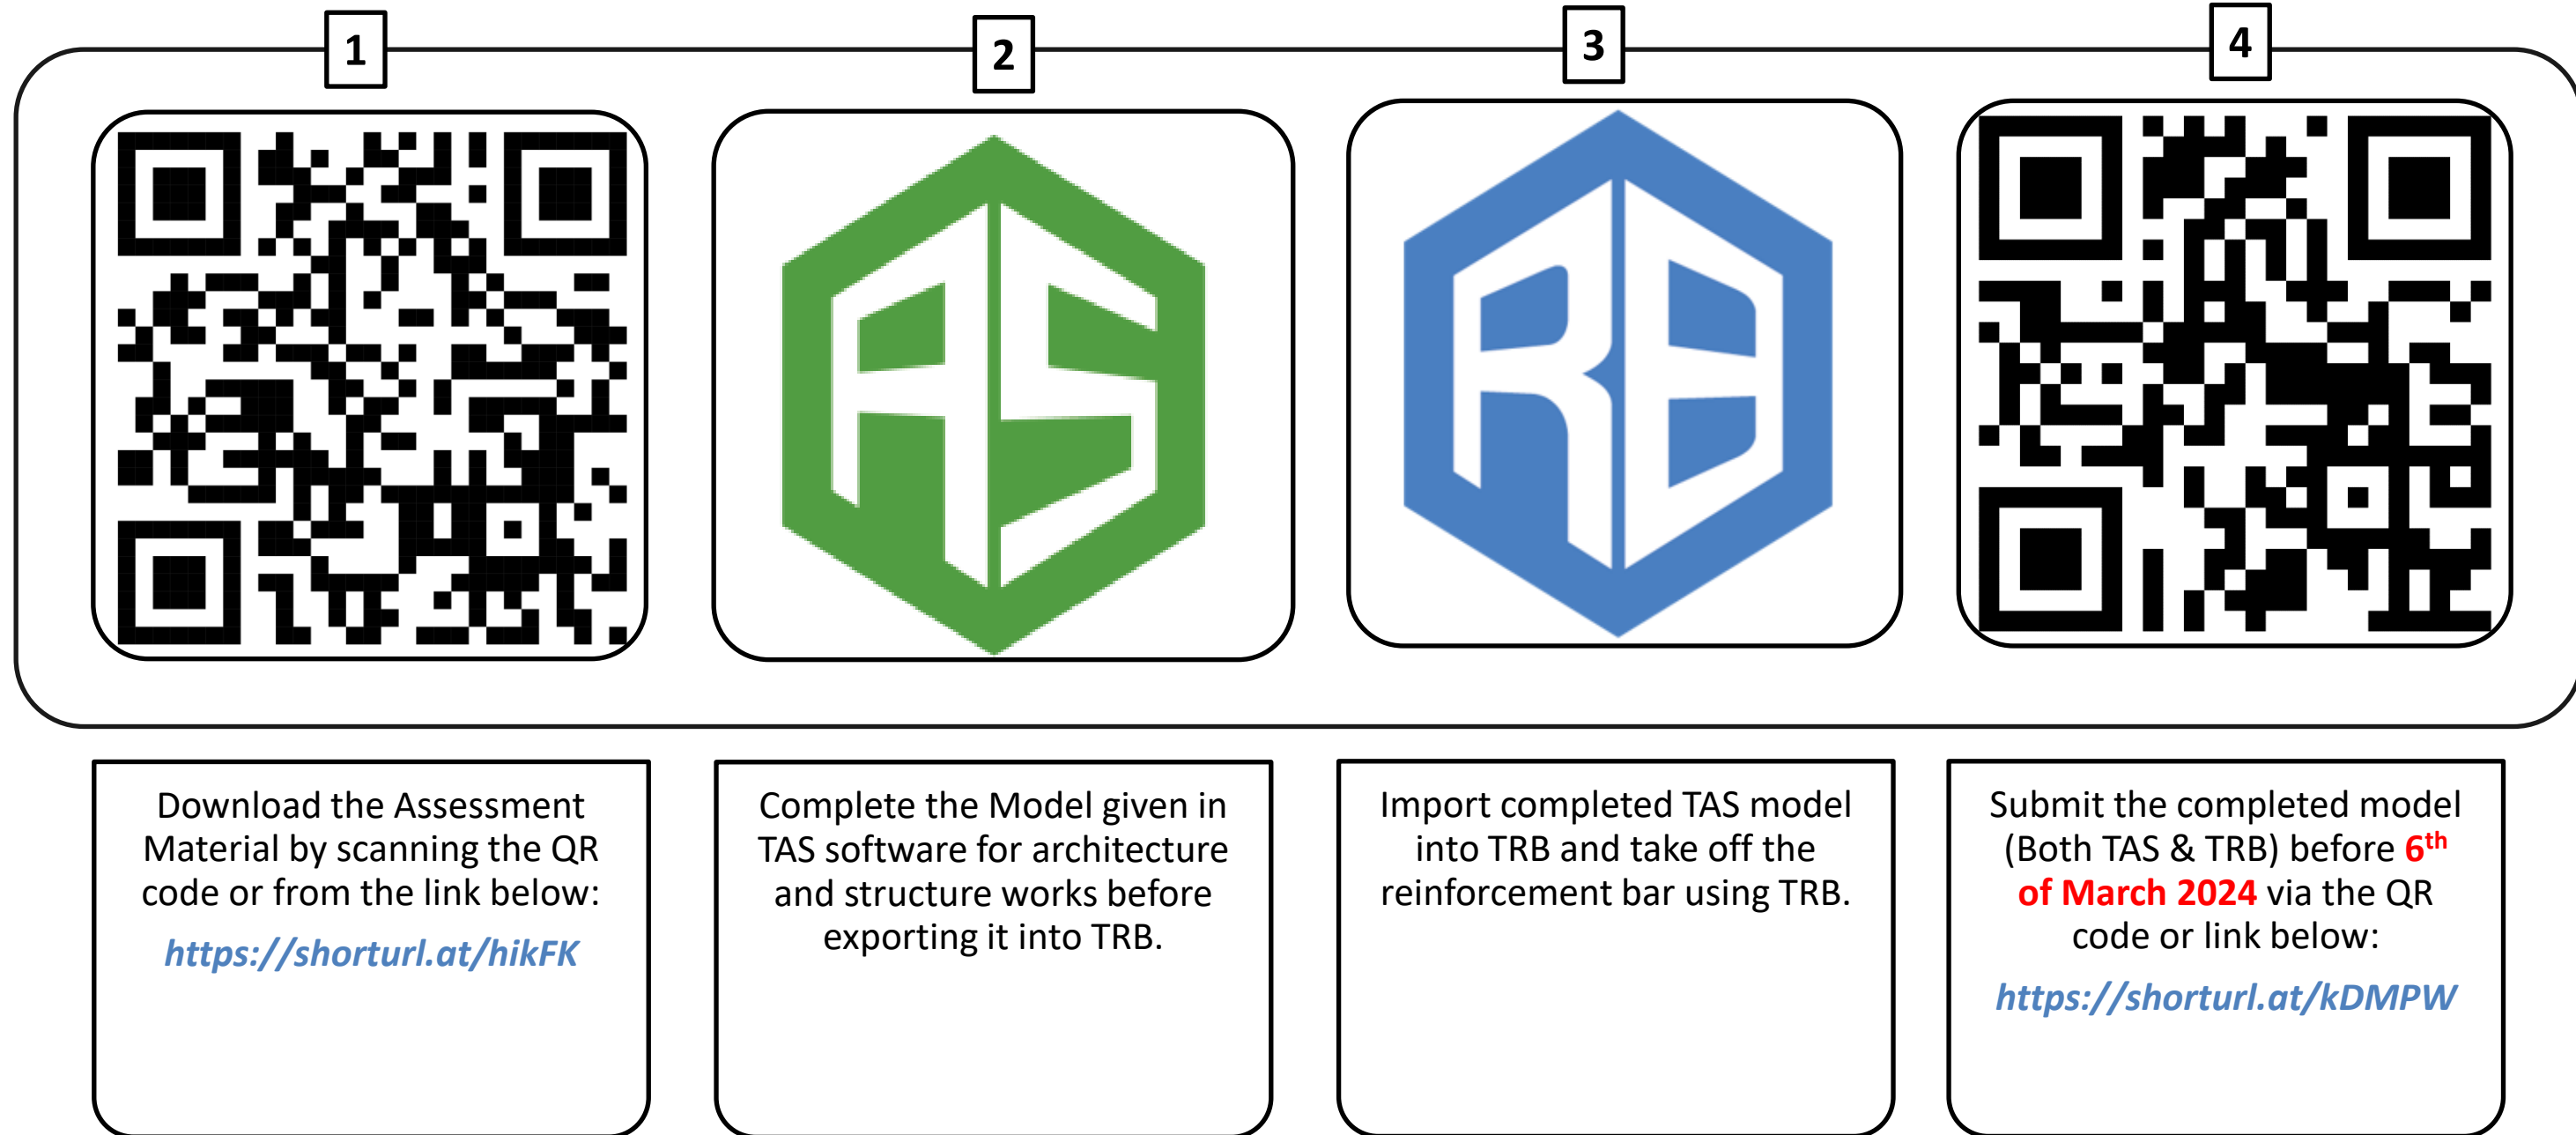 1
2
3
4
AS
RB
Download the Assessment
Material by scanning the QR
code or from the link below:
https://shorturl.at/hikFK
Complete the Model given in
TAS software for architecture
and structure works before
exporting it into TRB.
Import completed TAS model
into TRB and take off the
reinforcement bar using TRB.
Submit the completed model
(Both TAS & TRB) before 6th
of March 2024 via the QR
code or link below:
https://shorturl.at/kDMPW